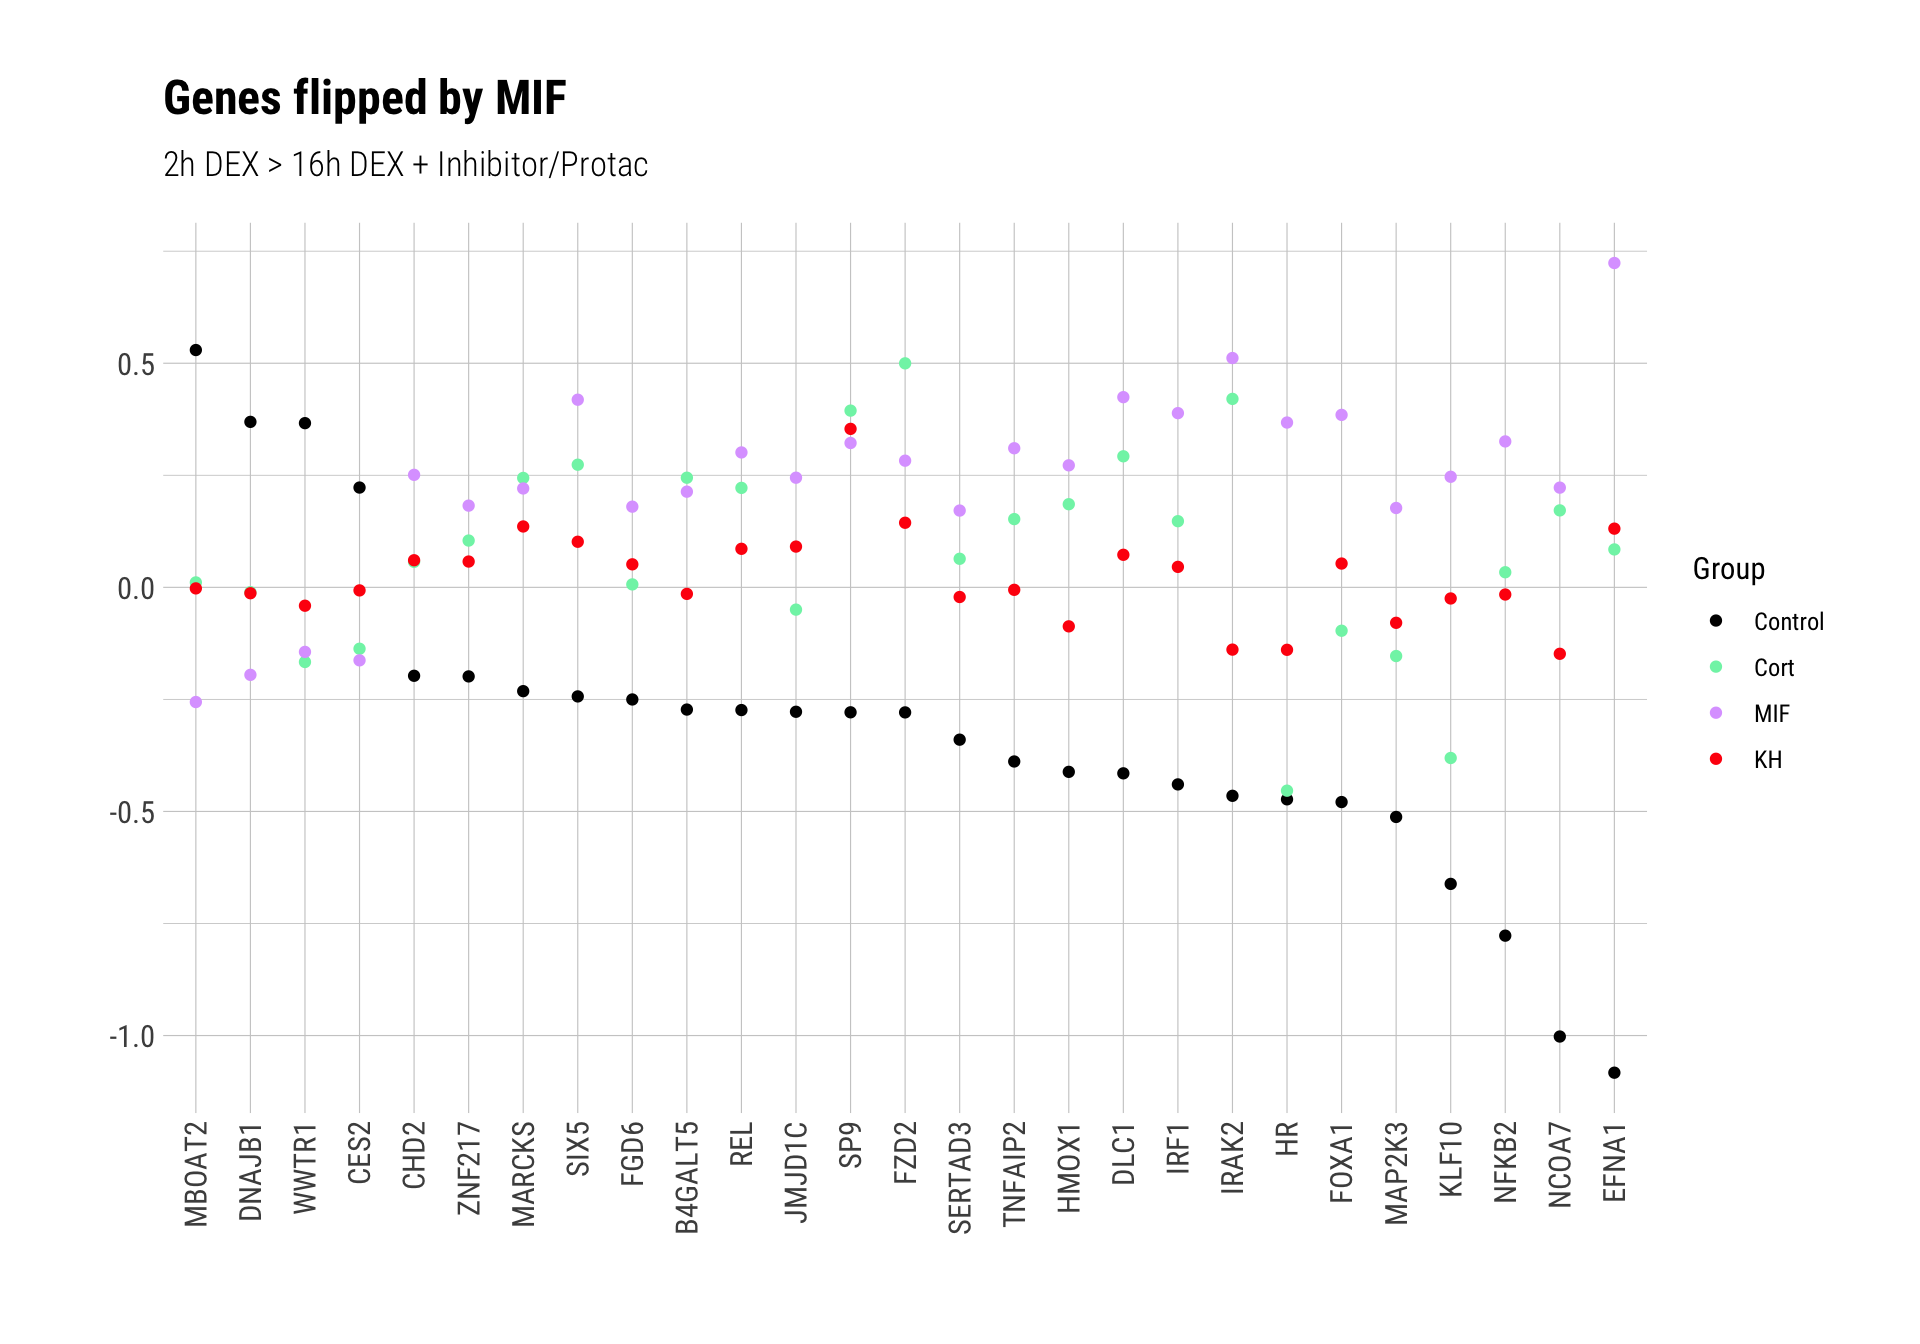 Genes flipped by MIF
2h DEX > 16h DEX + Inhibitor/Protac
0.5
0.0
-0.5
-1.0
MBOAT2
DNAJB1
WWTR1
CES2
CHD2
ZNF217
MARCKS
SIX5
FGD6
B4GALT5
REL
JMJD1C
SP9
FZD2
SERTAD3
TNFAIP2
HMOX1
DLC1
IRF1
IRAK2
HR
FOXA1
MAP2K3
KLF10
NFKB2
NCOA7
EFNA1
Group
Control
Cort
MIF
KH